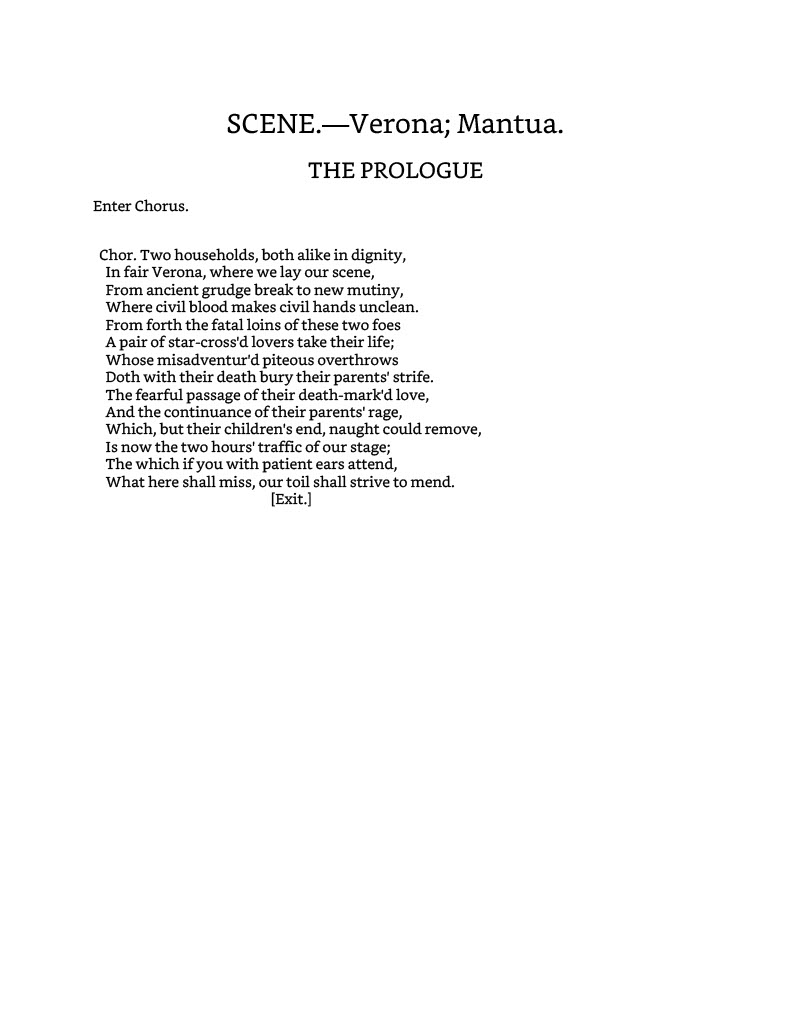 SCENE.—Verona; Mantua.
THE PROLOGUE
Enter Chorus.
Chor. Two households, both alike in dignity,
In fair Verona, where we lay our scene,
From ancient grudge break to new mutiny,
Where civil blood makes civil hands unclean.
From forth the fatal loins of these two foes
A pair of star-cross'd lovers take their life;
Whose misadventur'd piteous overthrows
Doth with their death bury their parents' strife.
The fearful passage of their death-mark'd love,
And the continuance of their parents' rage,
Which, but their children's end, naught could remove,
Is now the two hours' traffic of our stage;
The which if you with patient ears attend,
What here shall miss, our toil shall strive to mend.
[Exit.]